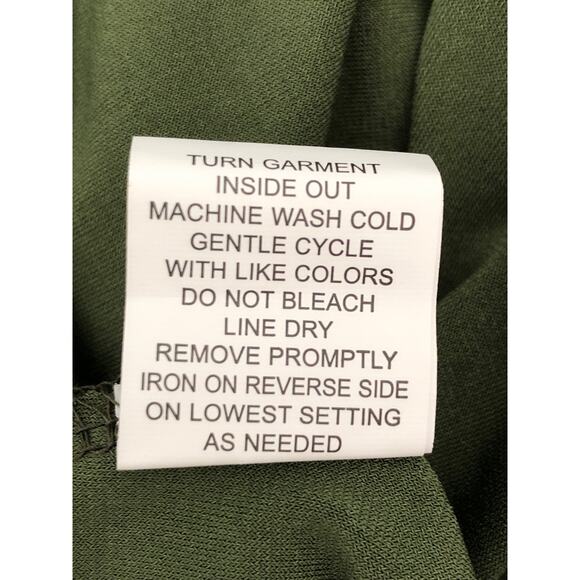 TURN GARMENT
INSIDE OUT
MACHINE WASH COLD
GENTLE CYCLE
WITH LIKE COLORS
DO NOT BLEACH
LINE DRY
REMOVE PROMPTLY
IRON ON REVERSE SIDE
ON LOWEST SETTING
AS NEEDED